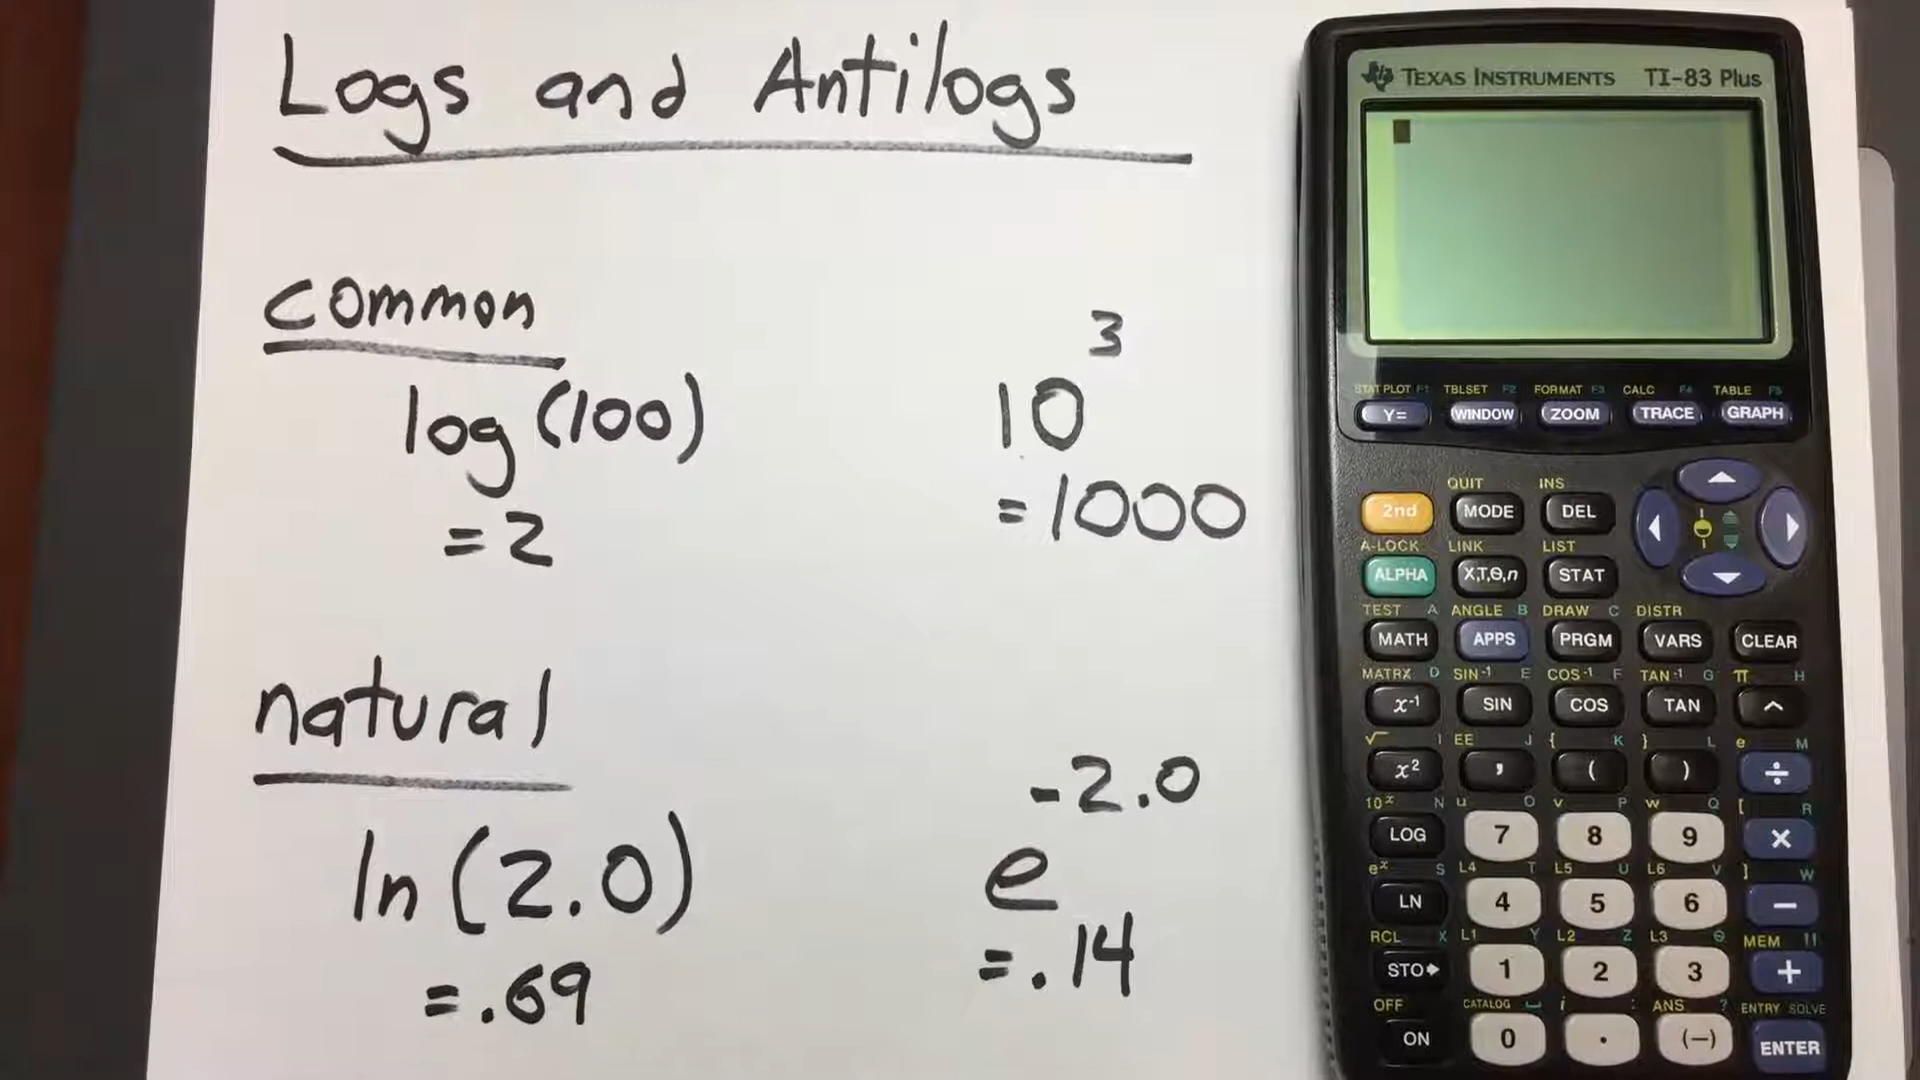 Logs and Antilogs
common
log(100)
= 2
10³
= 1000
natural
ln(2.0)
= .69
e^-2.0
= .14
TEXAS INSTRUMENTS TI-83 Plus
STAT PLOT F1 TBLSET F2 FORMAT F3 CALC F4 TABLE F5
Y= WINDOW ZOOM TRACE GRAPH
QUIT INS
2nd MODE DEL
A-LOCK LINK LIST
ALPHA X,T,Θ,n STAT
TEST A ANGLE B DRAW C DISTR
MATH APPS PRGM VARS CLEAR
MATRX D SIN⁻¹ E COS⁻¹ F TAN⁻¹ G π H
x⁻¹ SIN COS TAN ^
√ I EE J { K } L e M
x² , ( ) ÷
10ˣ N u O v P w Q [ R
LOG 7 8 9 ×
eˣ S L4 T L5 U L6 V ] W
LN 4 5 6 −
RCL X L1 Y L2 Z L3 Θ MEM "
STO► 1 2 3 +
OFF CATALOG ⎵ i : ANS ? ENTRY SOLVE
ON 0 . (−) ENTER